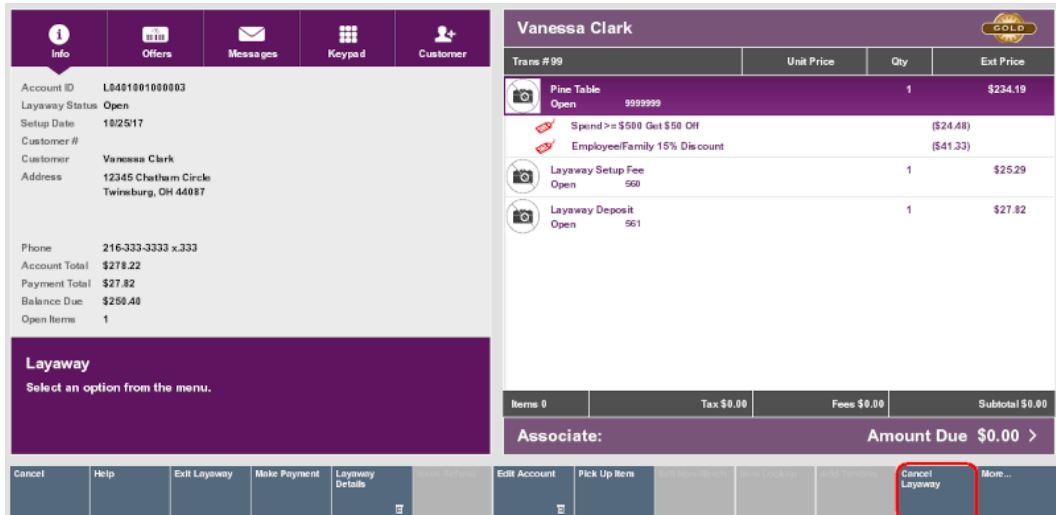 Info
Offers
Messages
Keypad
Customer
Account ID L0401001000003
Layaway Status Open
Setup Date 10/25/17
Customer #
Customer Vanessa Clark
Address 12345 Chatham Circle
Twinsburg, OH 44087
Phone 216-333-3333 x.333
Account Total $278.22
Payment Total $27.82
Balance Due $250.40
Open Items 1
Layaway
Select an option from the menu.
Vanessa Clark
GOLD
Trans # 99 Unit Price Qty Ext Price
Pine Table 1 $234.19
Open 9999999
Spend >= $500 Get $50 Off ($24.48)
Employee/Family 15% Discount ($41.33)
Layaway Setup Fee 1 $25.29
Open 560
Layaway Deposit 1 $27.82
Open 561
Items 0 Tax $0.00 Fees $0.00 Subtotal $0.00
Associate: Amount Due $0.00 >
Cancel
Help
Exit Layaway
Make Payment
Layaway
Details
Edit Account
Pick Up Item
Cancel
Layaway
More...